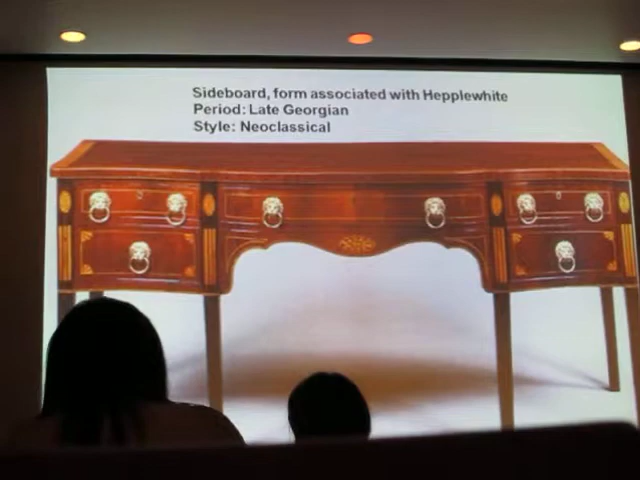 Sideboard, form associated with Hepplewhite
Period: Late Georgian
Style: Neoclassical